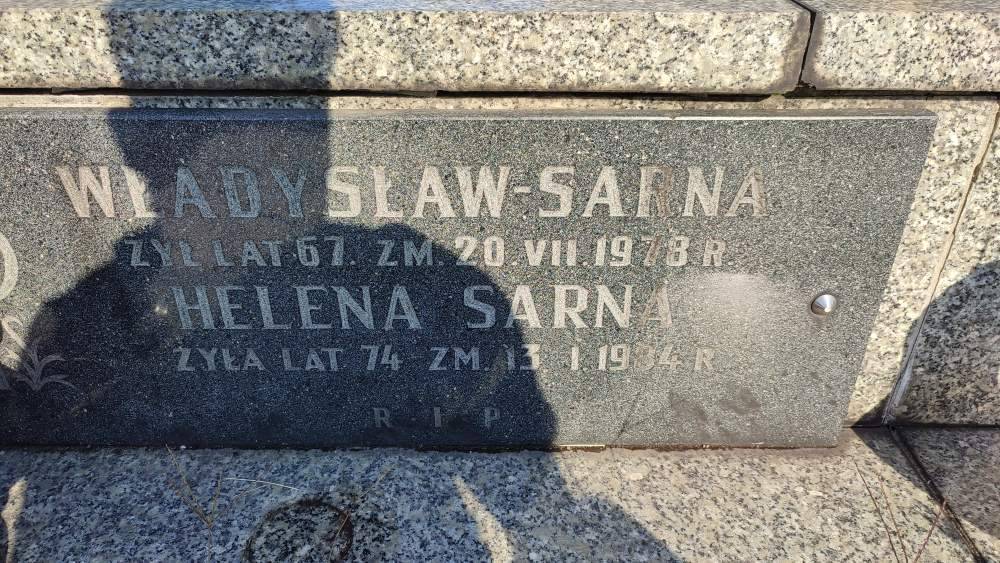 WŁADYSŁAW-SARNA
ŻYŁ LAT 67. ZM. 20. VII. 1978 R.
HELENA SARNA
ŻYŁA LAT 74 ZM. 13. I 1984 R
R I P